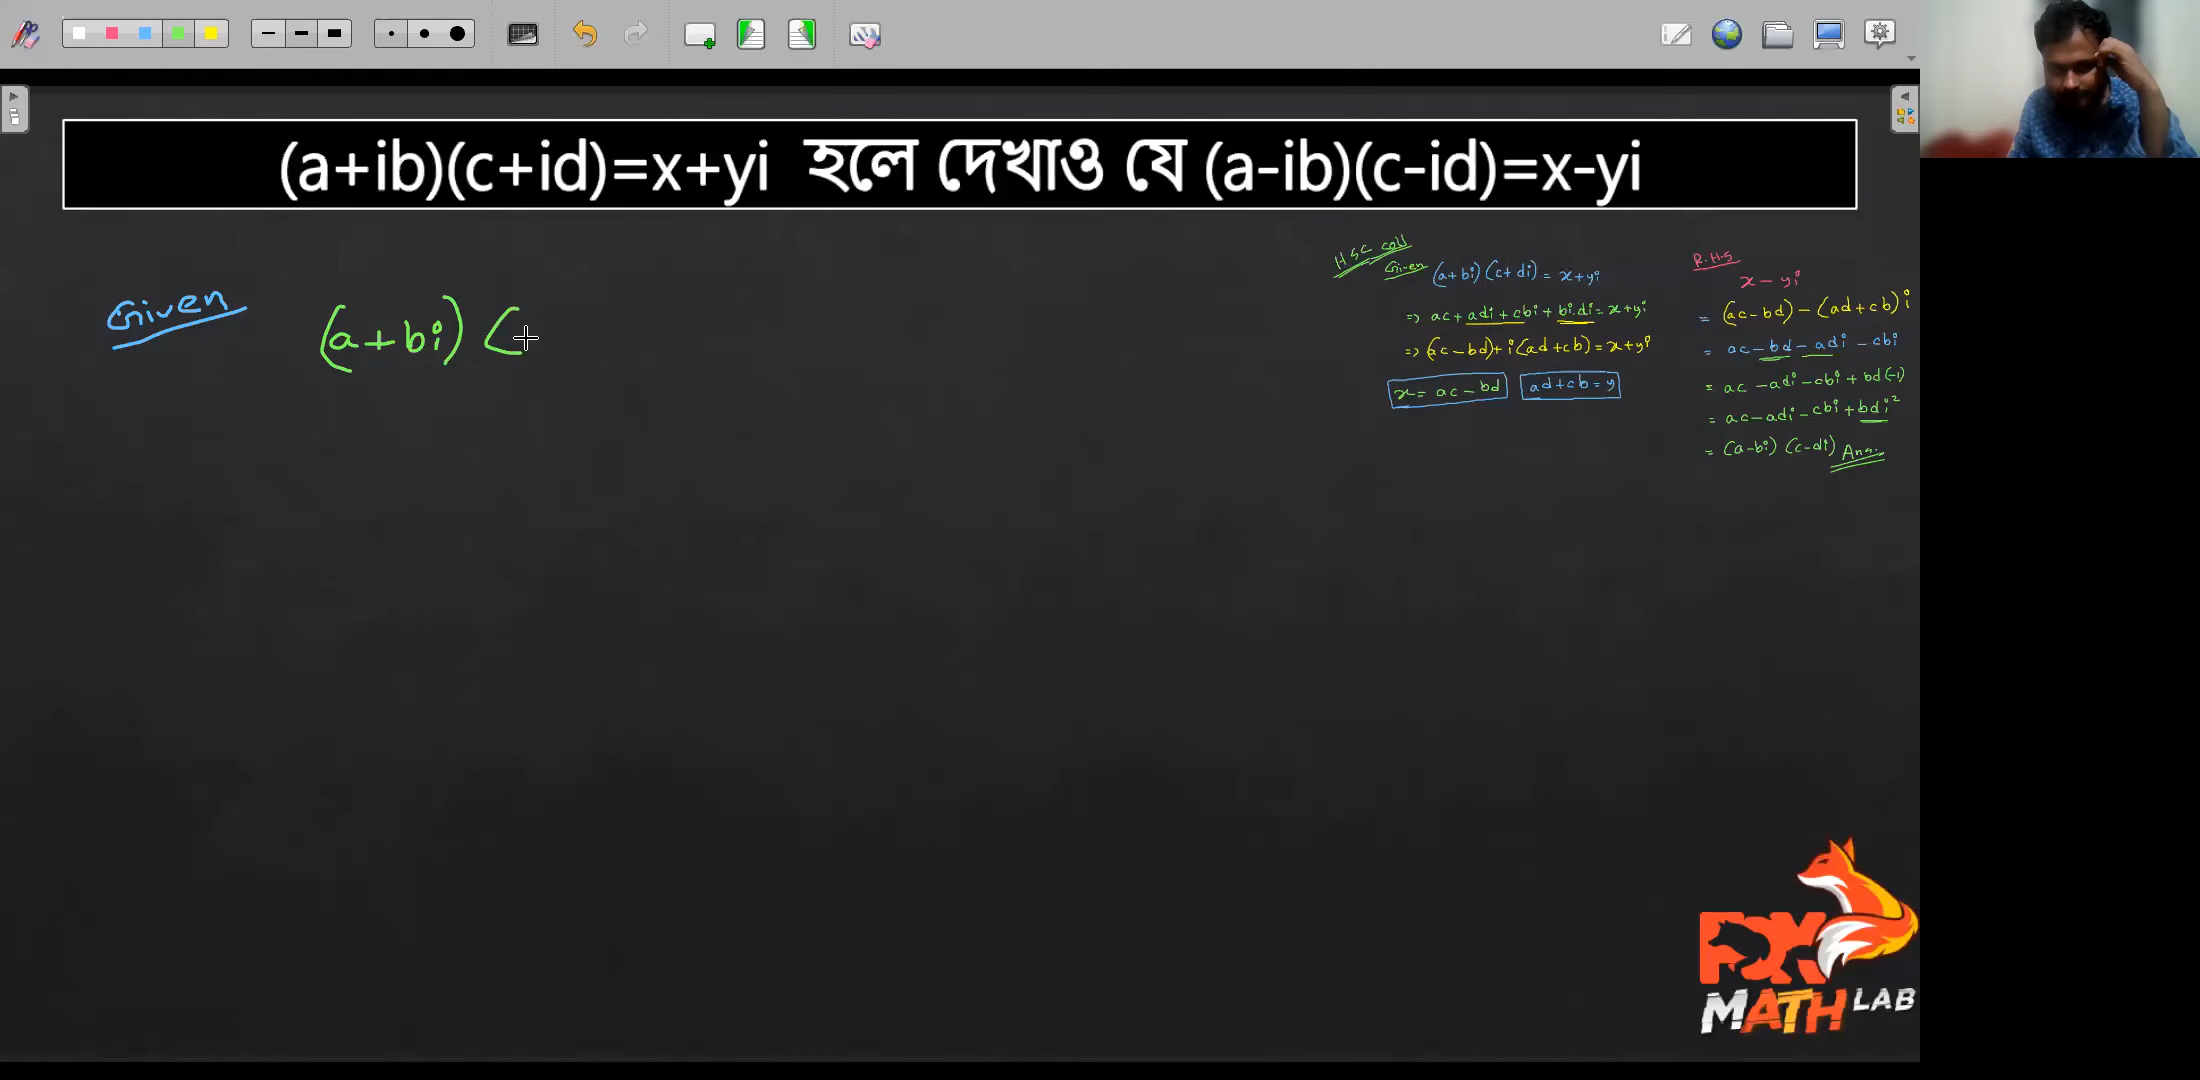 (a+ib)(c+id)=x+yi হলে দেখাও যে (a-ib)(c-id)=x-yi
Given (a+bi) (
HSC coll
Given (a+bi) (c+di) = x+yi
=> ac + adi + cbi + bi.di = x+yi
=> (ac-bd)+i(ad+cb) = x+yi
x = ac - bd ad+cb = y
R.H.S
x - yi
= (ac-bd) - (ad+cb)i
= ac - bd - adi - cbi
= ac - adi - cbi + bd(-1)
= ac - adi - cbi + bdi²
= (a-bi) (c-di) Ans.
FOX
MATH LAB